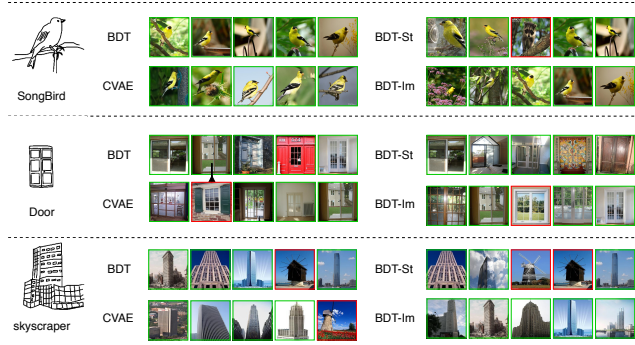 BDT
BDT-St
CVAE
BDT-Im
SongBird
BDT
BDT-St
CVAE
BDT-Im
Door
BDT
BDT-St
CVAE
BDT-Im
skyscraper